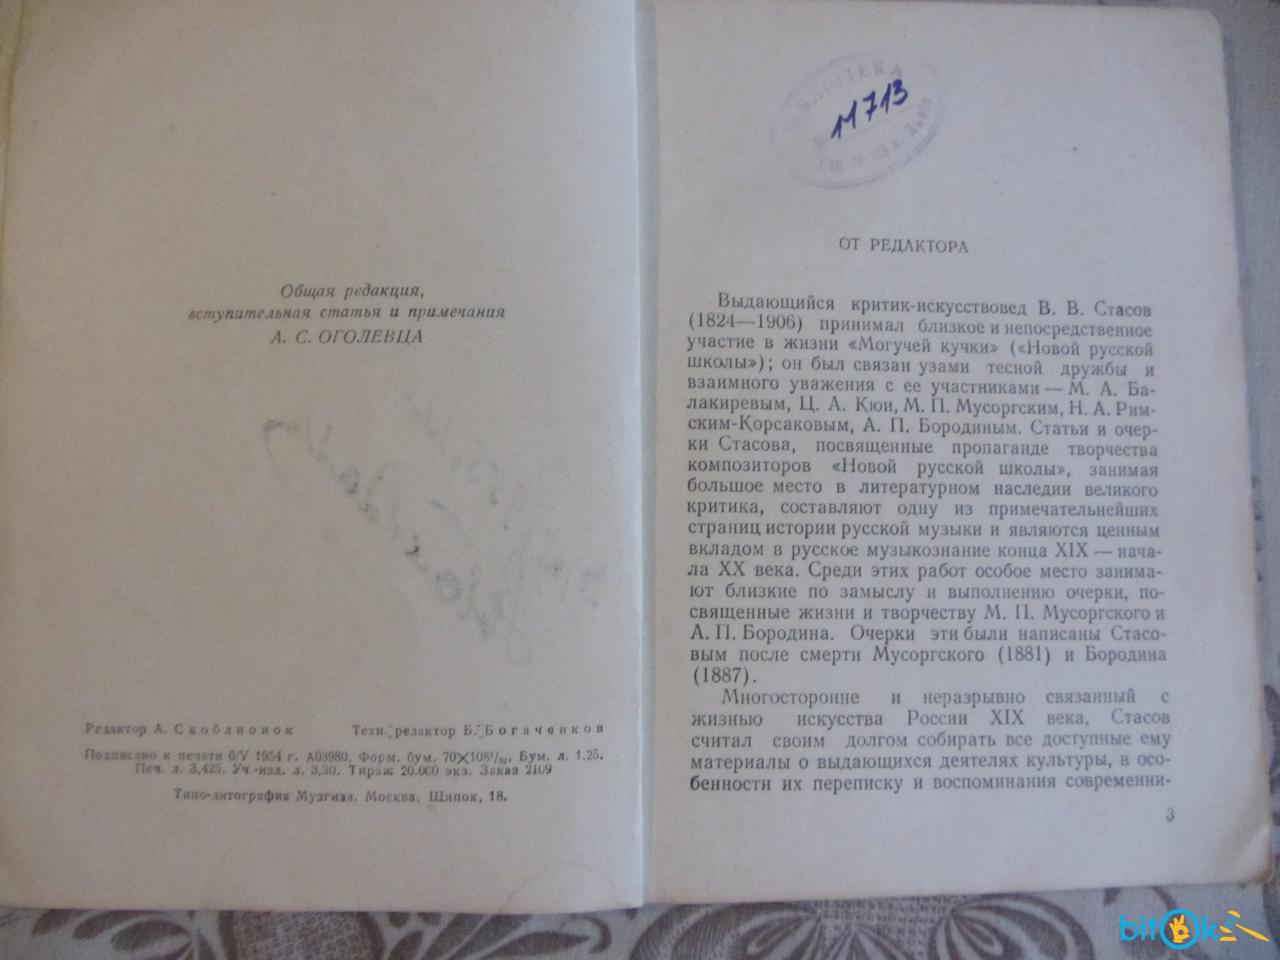 Общая редакция,
вступительная статья и примечания
А. С. ОГОЛЕВЦА
Редактор А. Скоблионок Техн. редактор Б. Богаченков
Подписано к печати 6/V 1954 г. А03980. Форм. бум. 70×108¹/₃₂. Бум. л. 1.25.
Печ. л. 3,425. Уч-изд. л. 3,30. Тираж 20.000 экз. Заказ 2109
Типо-литография Музгиза. Москва, Щипок, 18.
БИБЛИОТЕКА
11713
ОТ РЕДАКТОРА
Выдающийся критик-искусствовед В. В. Стасов
(1824—1906) принимал близкое и непосредственное
участие в жизни «Могучей кучки» («Новой русской
школы»); он был связан узами тесной дружбы и
взаимного уважения с ее участниками — М. А. Ба-
лакиревым, Ц. А. Кюи, М. П. Мусоргским, Н. А. Рим-
ским-Корсаковым, А. П. Бородиным. Статьи и очер-
ки Стасова, посвященные пропаганде творчества
композиторов «Новой русской школы», занимая
большое место в литературном наследии великого
критика, составляют одну из примечательнейших
страниц истории русской музыки и являются ценным
вкладом в русское музыкознание конца XIX — нача-
ла XX века. Среди этих работ особое место занима-
ют близкие по замыслу и выполнению очерки, по-
священные жизни и творчеству М. П. Мусоргского и
А. П. Бородина. Очерки эти были написаны Стасо-
вым после смерти Мусоргского (1881) и Бородина
(1887).
Многосторонне и неразрывно связанный с
жизнью искусства России XIX века, Стасов
считал своим долгом собирать все доступные ему
материалы о выдающихся деятелях культуры, в осо-
бенности их переписку и воспоминания современни-
3
bitOk